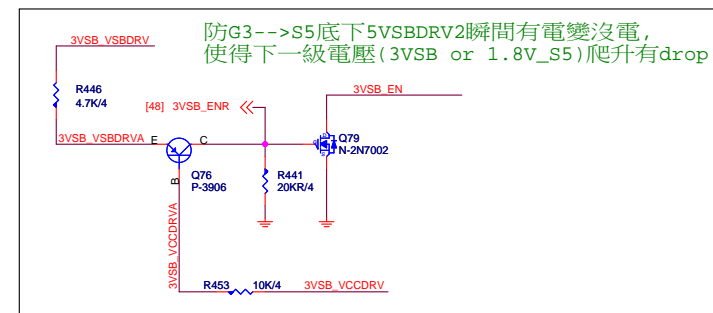 防G3-->S5底下5VSBDRV2瞬間有電變沒電,
使得下一級電壓(3VSB or 1.8V_S5)爬升有drop
3VSB_VSBDRV
R446
4.7K/4
[48] 3VSB_ENR
3VSB_EN
3VSB_VSBDRVA
E
C
Q79
N-2N7002
Q76
P-3906
B
R441
20KR/4
3VSB_VCCDRVA
R453
10K/4
3VSB_VCCDRV